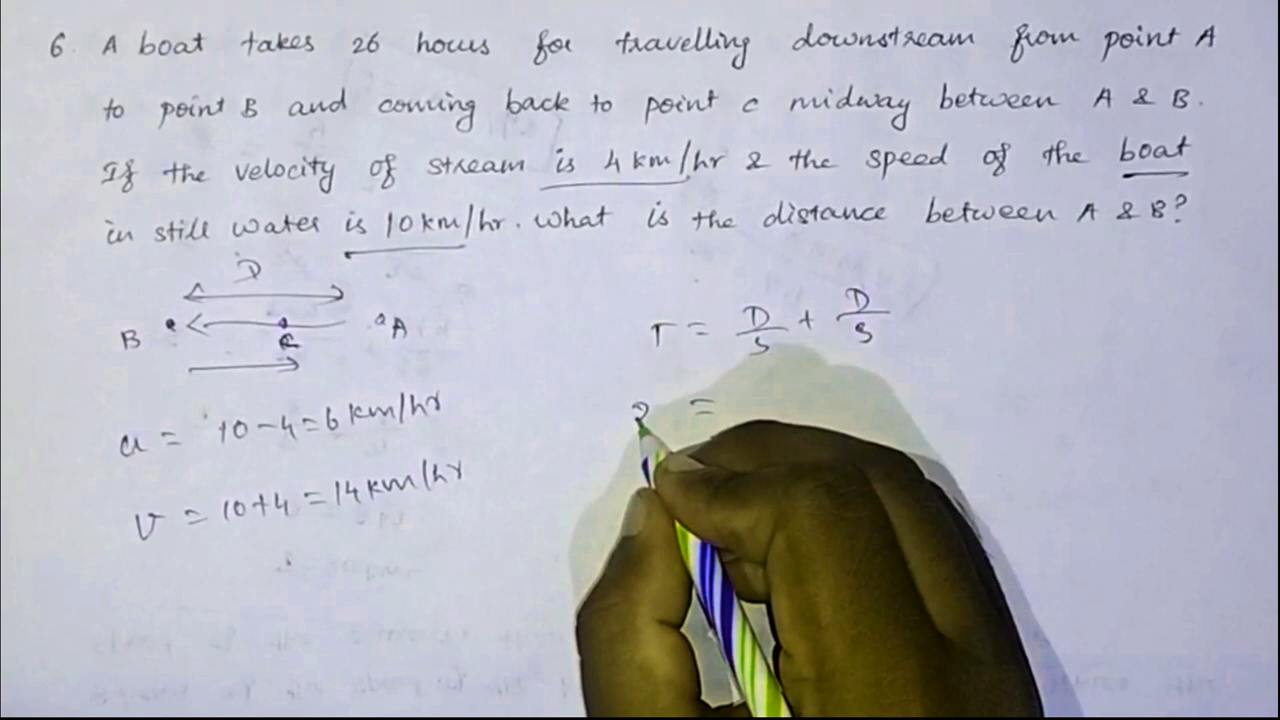 6. A boat takes 26 hours for travelling downstream from point A
to point B and coming back to point c midway between A & B.
If the velocity of stream is 4 km/hr & the speed of the boat
in still water is 10 km/hr. what is the distance between A & B?
D
B C A
T = D/S + D/S
u = 10-4=6 km/hr
2 =
v = 10+4 = 14 km/hr